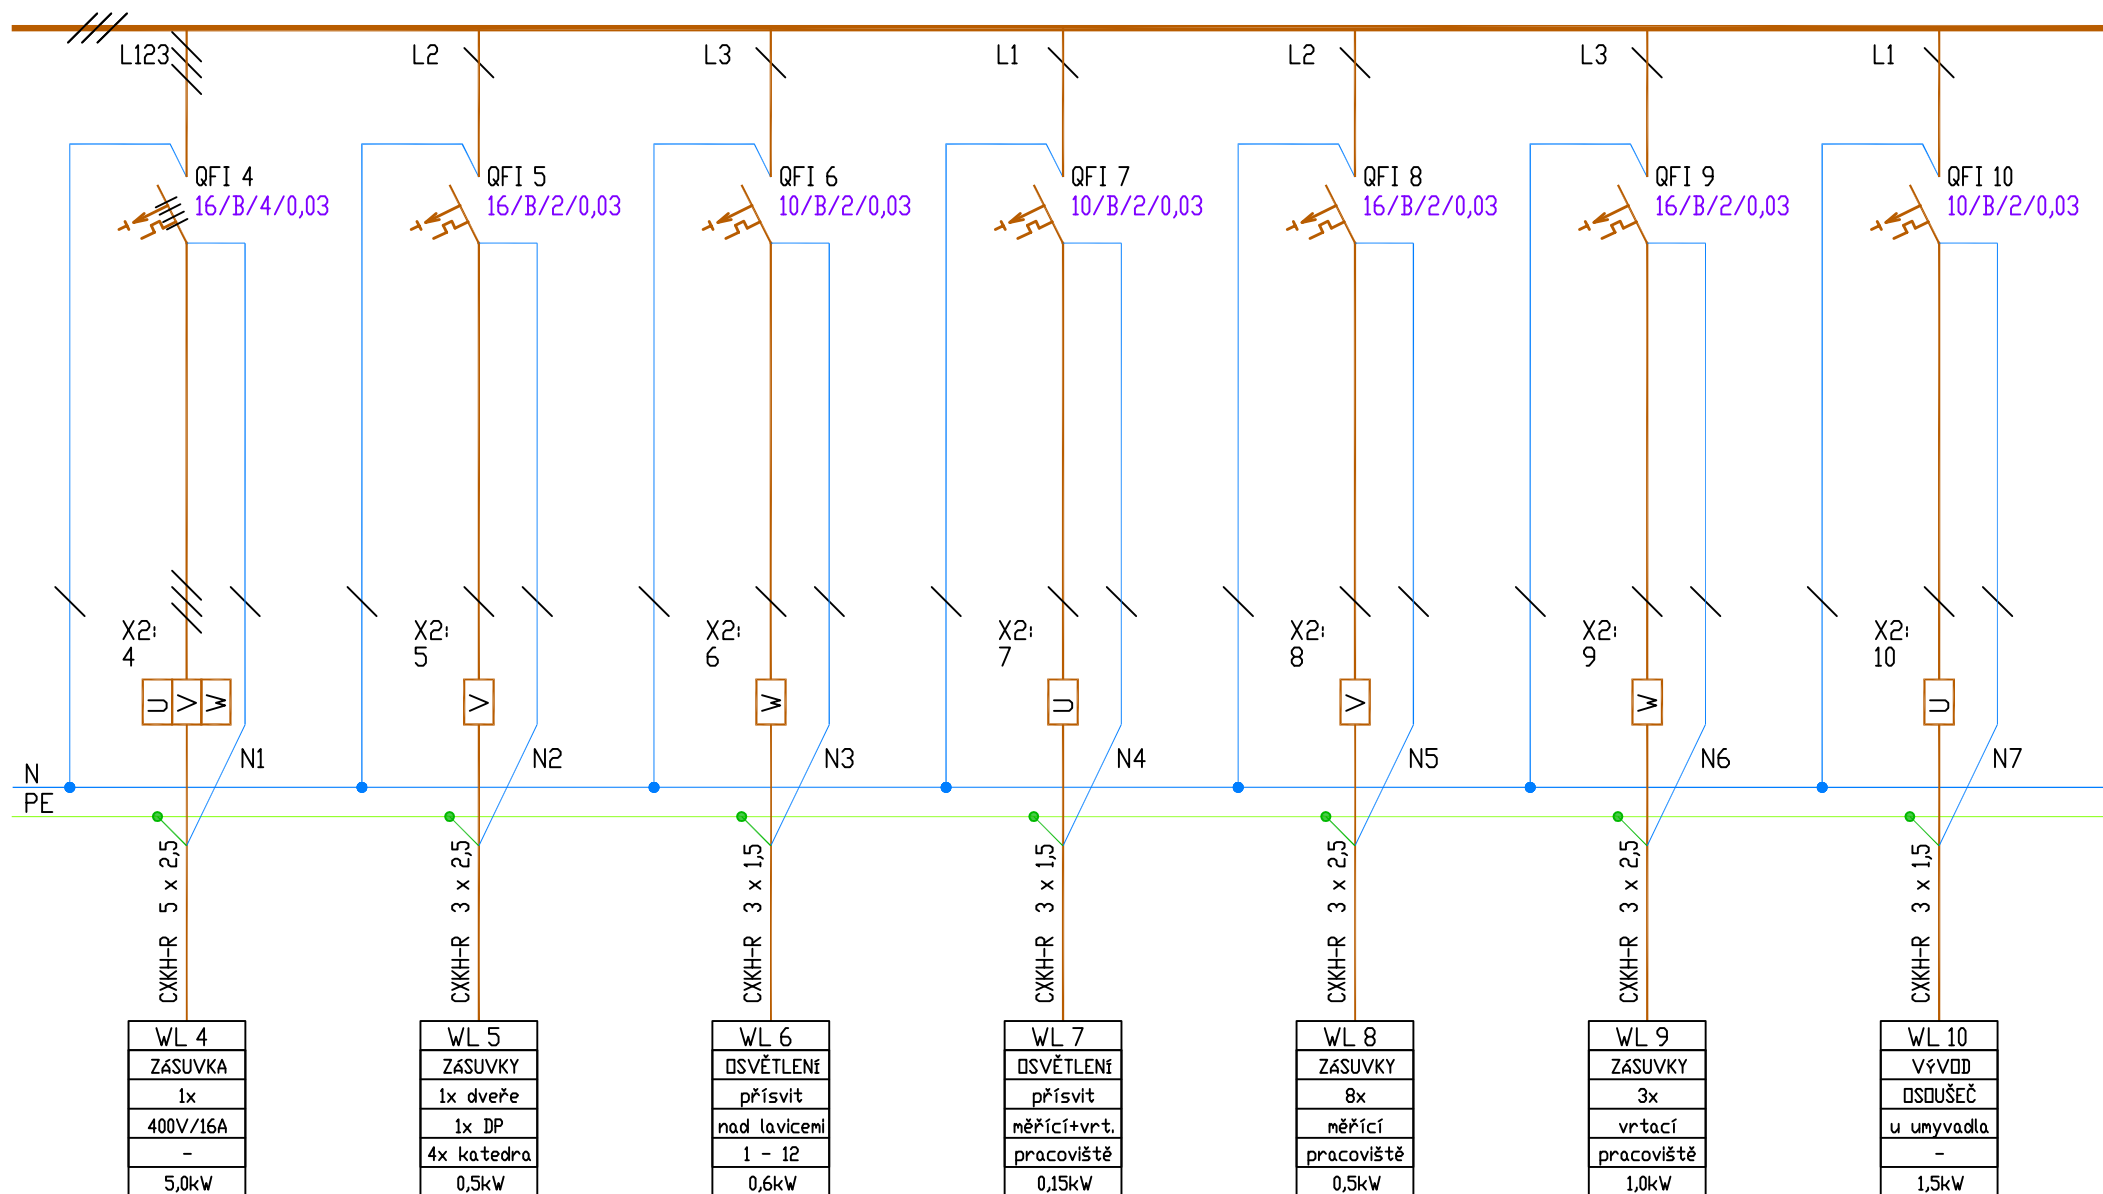 L123 L2 L3 L1 L2 L3 L1
QFI 4 QFI 5 QFI 6 QFI 7 QFI 8 QFI 9 QFI 10
16/B/4/0,03 16/B/2/0,03 10/B/2/0,03 10/B/2/0,03 16/B/2/0,03 16/B/2/0,03 10/B/2/0,03
X2: X2: X2: X2: X2: X2: X2:
4 5 6 7 8 9 10
U V W V W U V W U
N1 N2 N3 N4 N5 N6 N7
N
PE
CXKH-R 5 x 2,5
CXKH-R 3 x 2,5
CXKH-R 3 x 1,5
CXKH-R 3 x 1,5
CXKH-R 3 x 2,5
CXKH-R 3 x 2,5
CXKH-R 3 x 1,5
WL 4 WL 5 WL 6 WL 7 WL 8 WL 9 WL 10
ZáSUVKA ZáSUVKY OSVĚTLENí OSVĚTLENí ZáSUVKY ZáSUVKY VýVOD
1x 1x dveře přísvit přísvit 8x 3x OSOUŠEČ
400V/16A 1x DP nad lavicemi měřící+vrt. měřící vrtací u umyvadla
- 4x katedra 1 - 12 pracoviště pracoviště pracoviště -
5,0kW 0,5kW 0,6kW 0,15kW 0,5kW 1,0kW 1,5kW